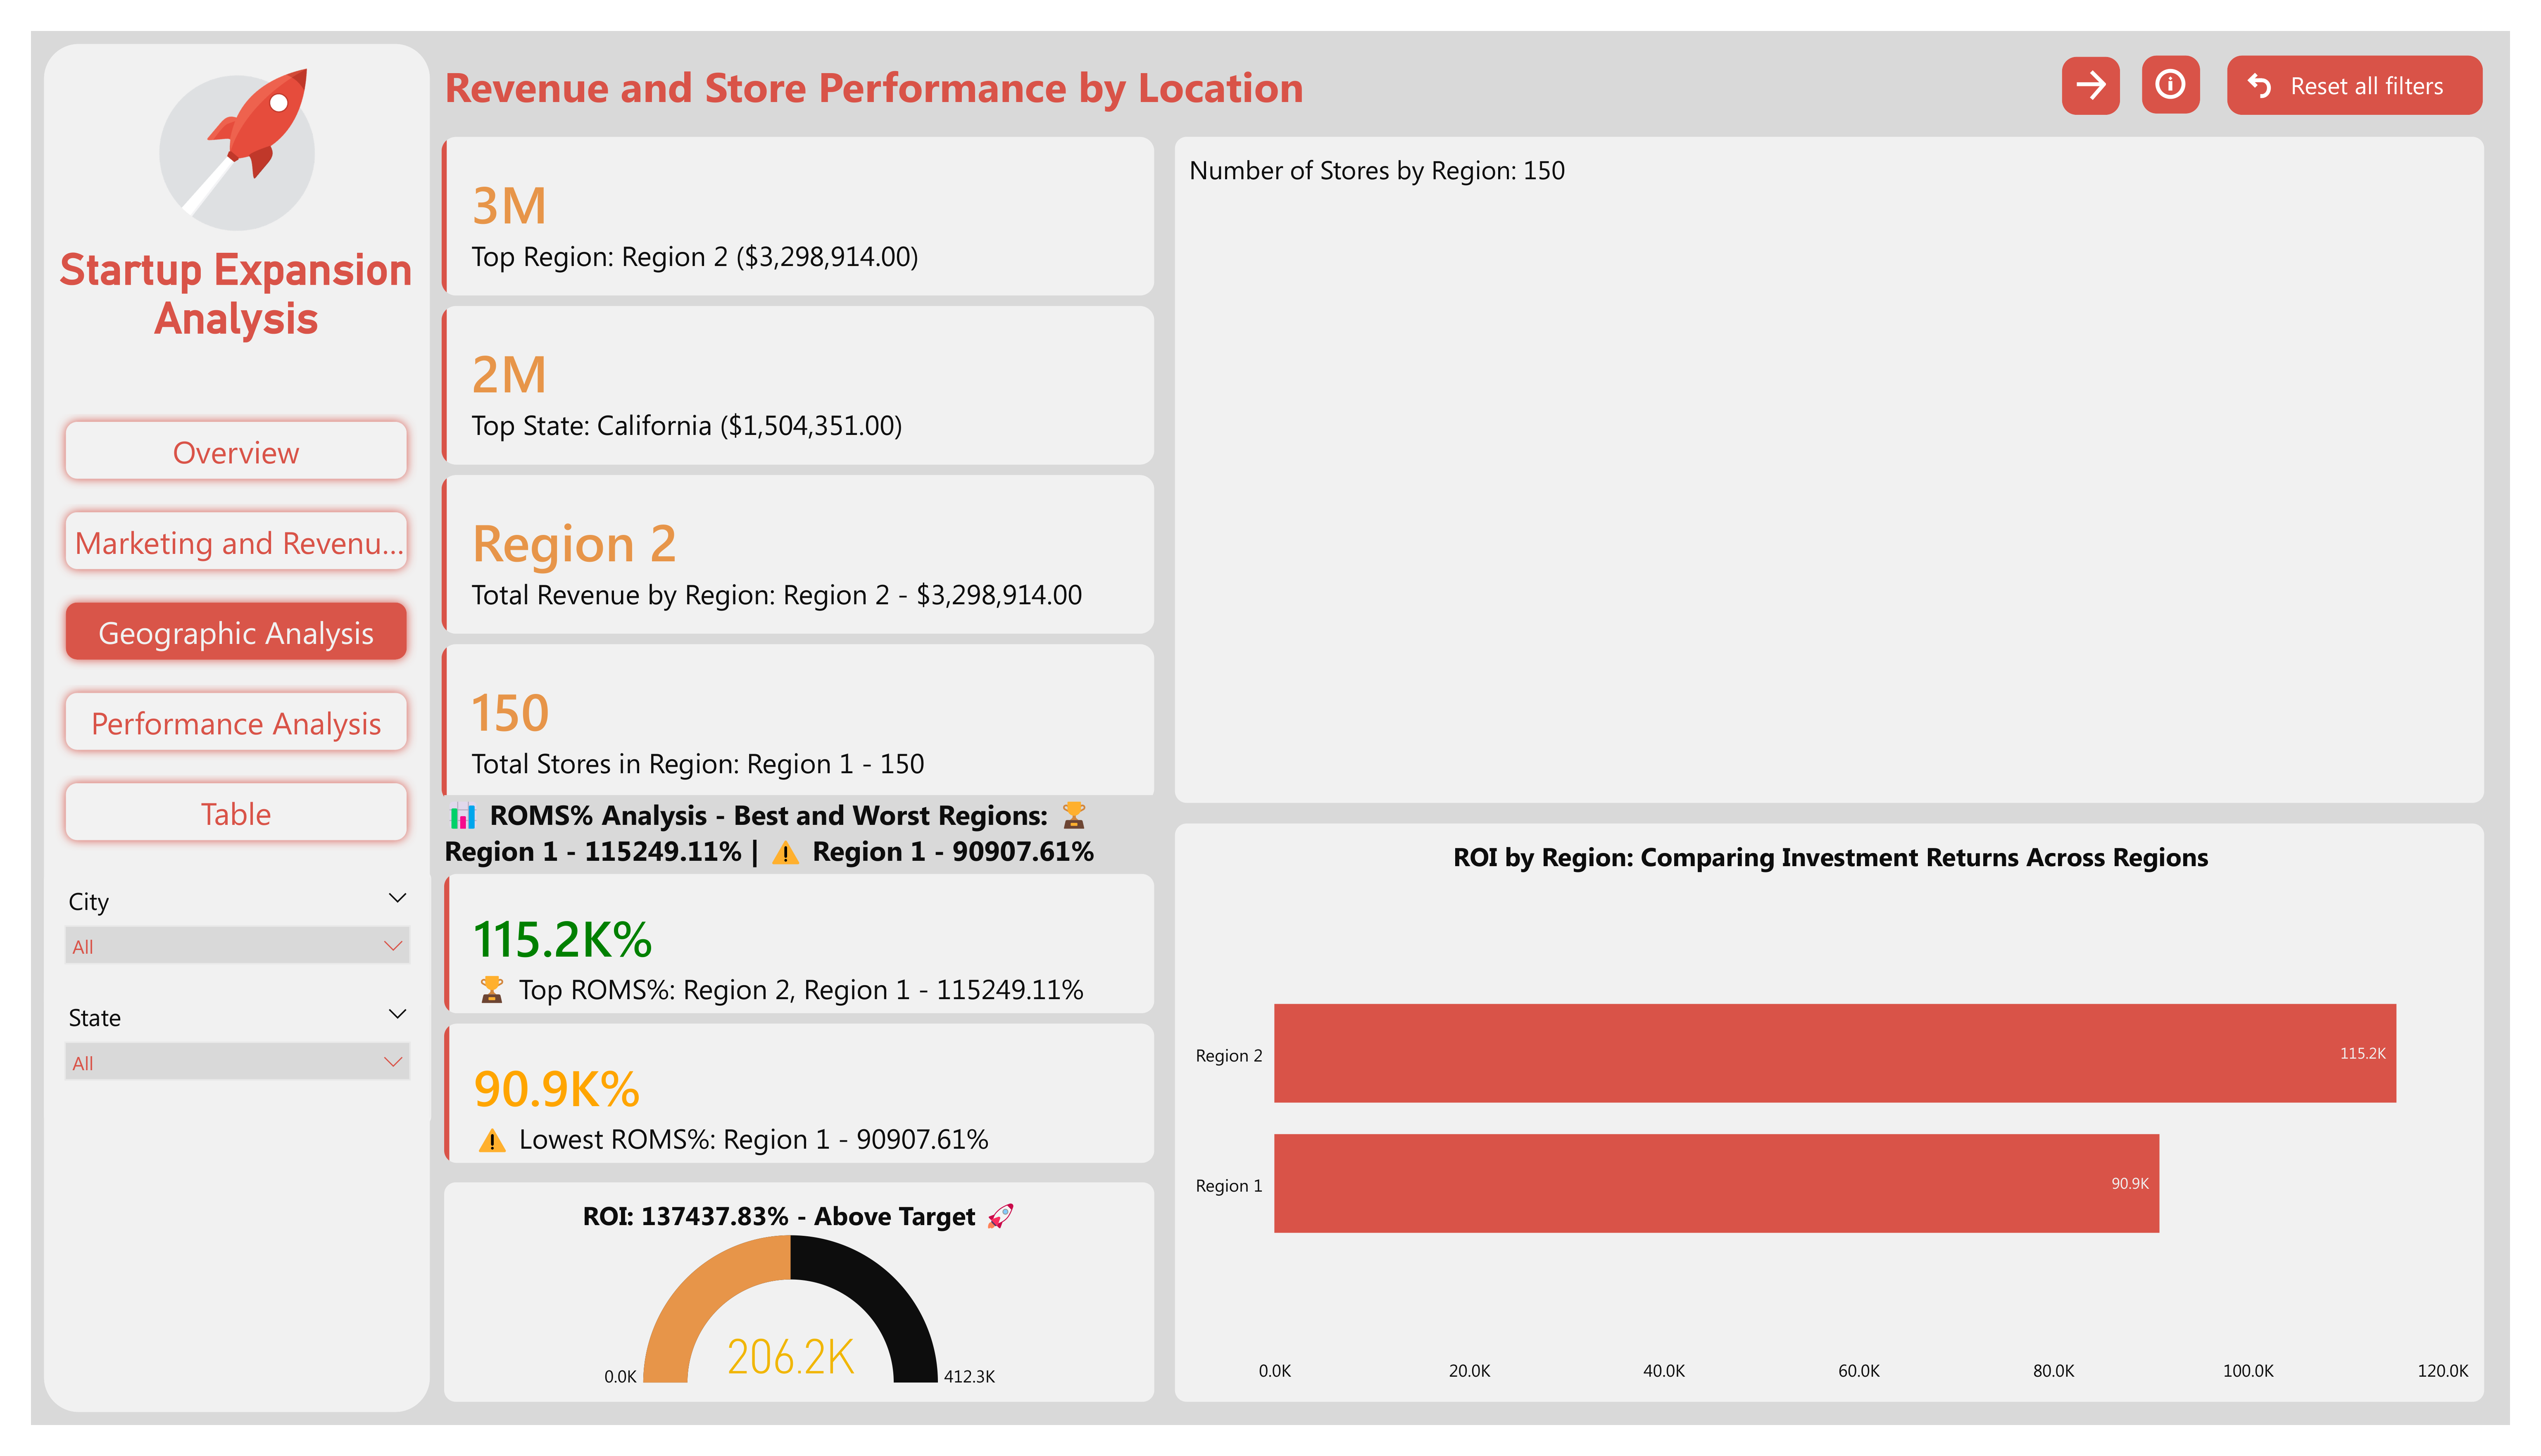 Startup Expansion
Analysis
Overview
Marketing and Revenu...
Geographic Analysis
Performance Analysis
Table
City
All
State
All
Revenue and Store Performance by Location
Reset all filters
3M
Top Region: Region 2 ($3,298,914.00)
2M
Top State: California ($1,504,351.00)
Region 2
Total Revenue by Region: Region 2 - $3,298,914.00
150
Total Stores in Region: Region 1 - 150
📊 ROMS% Analysis - Best and Worst Regions: 🏆
Region 1 - 115249.11% | ⚠️ Region 1 - 90907.61%
115.2K%
🏆 Top ROMS%: Region 2, Region 1 - 115249.11%
90.9K%
⚠️ Lowest ROMS%: Region 1 - 90907.61%
ROI: 137437.83% - Above Target 🚀
206.2K
0.0K
412.3K
Number of Stores by Region: 150
ROI by Region: Comparing Investment Returns Across Regions
Region 2
115.2K
Region 1
90.9K
0.0K 20.0K 40.0K 60.0K 80.0K 100.0K 120.0K